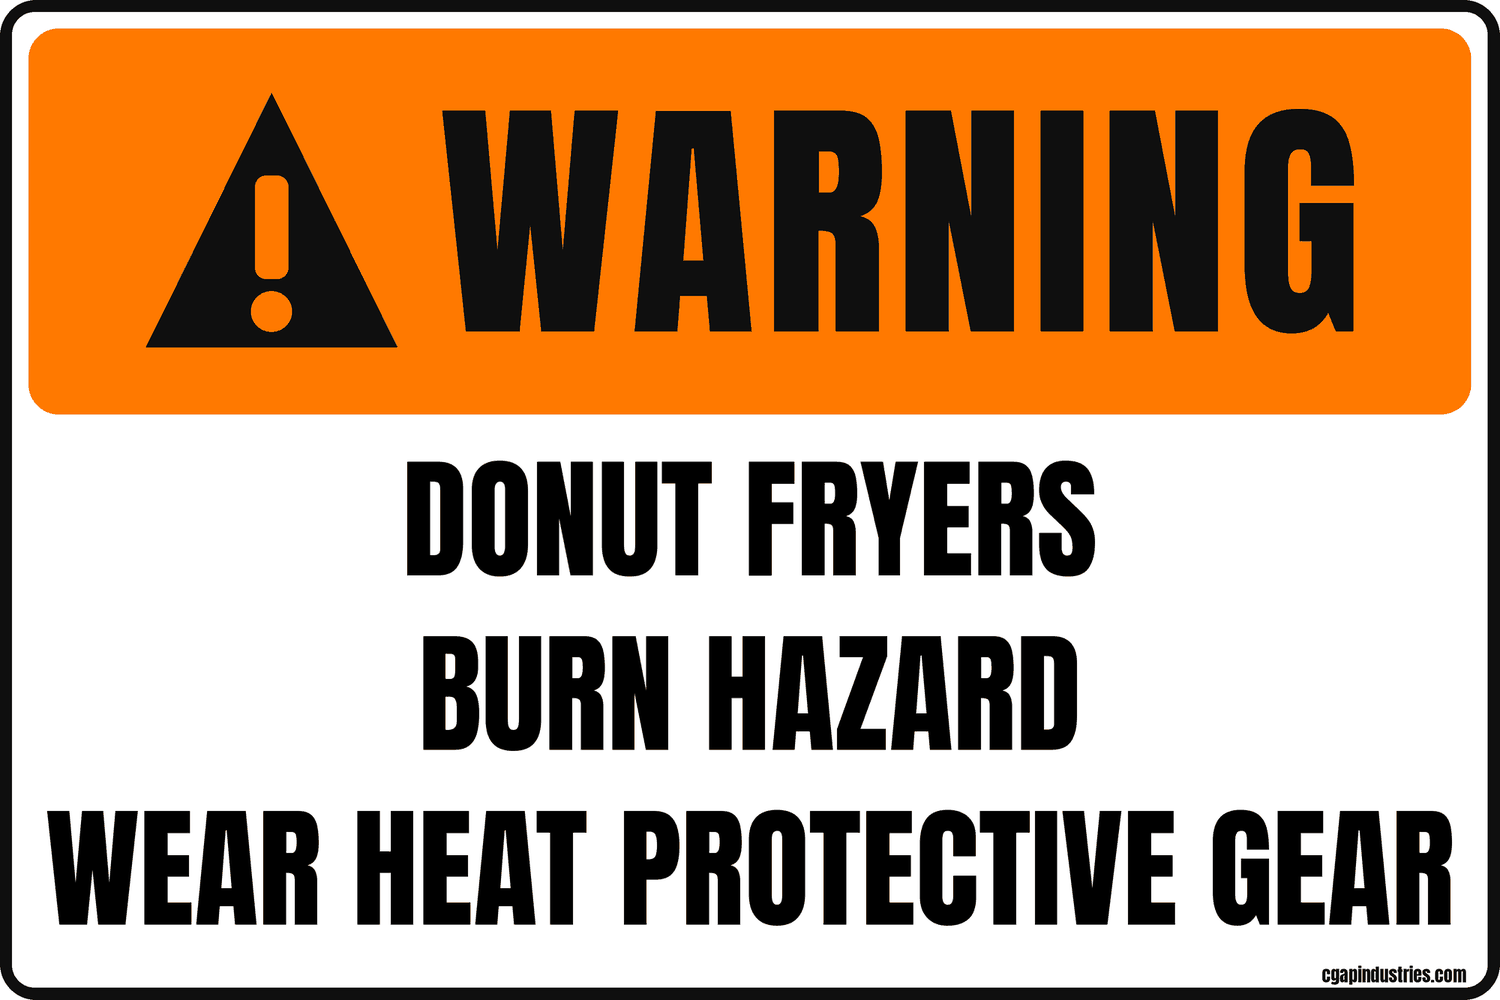 WARNING
DONUT FRYERS
BURN HAZARD
WEAR HEAT PROTECTIVE GEAR
cgapindustries.com